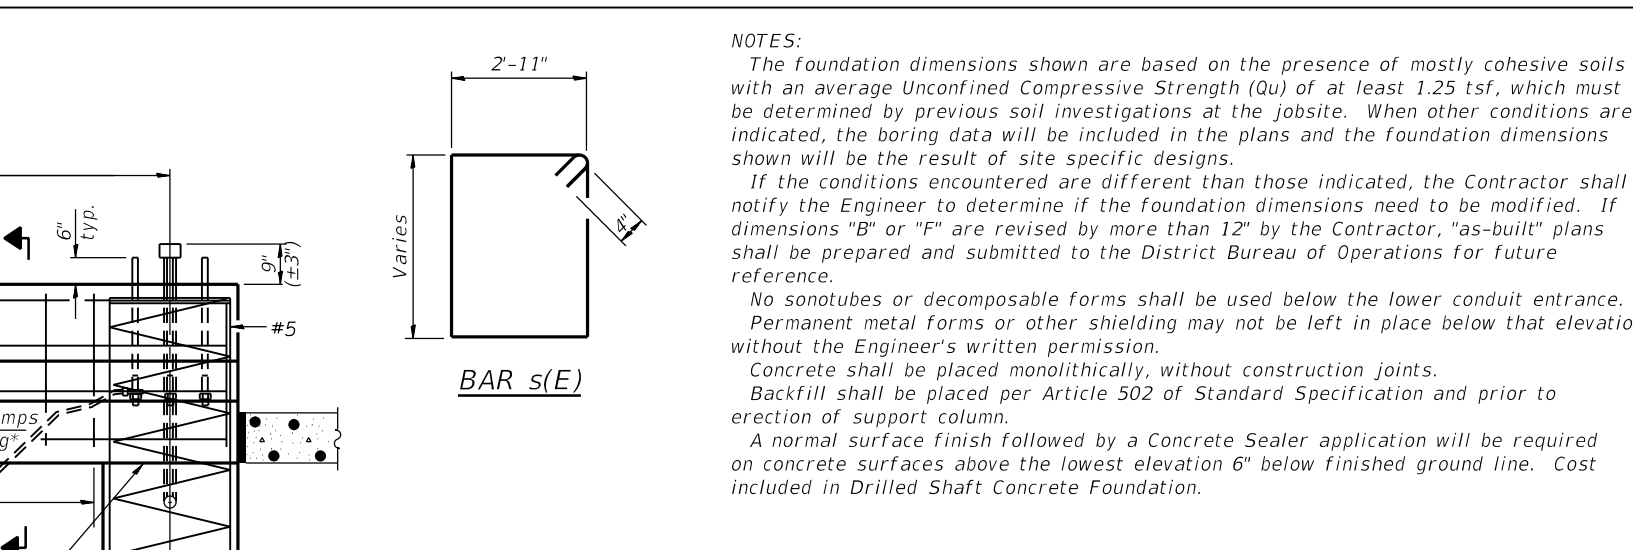 2'-11"
Varies
4"
BAR s(E)
6"
typ.
9"
(±3")
#5
NOTES:
The foundation dimensions shown are based on the presence of mostly cohesive soils
with an average Unconfined Compressive Strength (Qu) of at least 1.25 tsf, which must
be determined by previous soil investigations at the jobsite. When other conditions are
indicated, the boring data will be included in the plans and the foundation dimensions
shown will be the result of site specific designs.
If the conditions encountered are different than those indicated, the Contractor shall
notify the Engineer to determine if the foundation dimensions need to be modified. If
dimensions "B" or "F" are revised by more than 12" by the Contractor, "as-built" plans
shall be prepared and submitted to the District Bureau of Operations for future
reference.
No sonotubes or decomposable forms shall be used below the lower conduit entrance.
Permanent metal forms or other shielding may not be left in place below that elevatio
without the Engineer's written permission.
Concrete shall be placed monolithically, without construction joints.
Backfill shall be placed per Article 502 of Standard Specification and prior to
erection of support column.
A normal surface finish followed by a Concrete Sealer application will be required
on concrete surfaces above the lowest elevation 6" below finished ground line. Cost
included in Drilled Shaft Concrete Foundation.